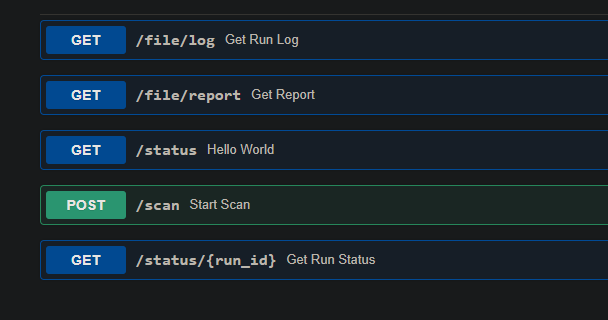 GET /file/log Get Run Log
GET /file/report Get Report
GET /status Hello World
POST /scan Start Scan
GET /status/{run_id} Get Run Status